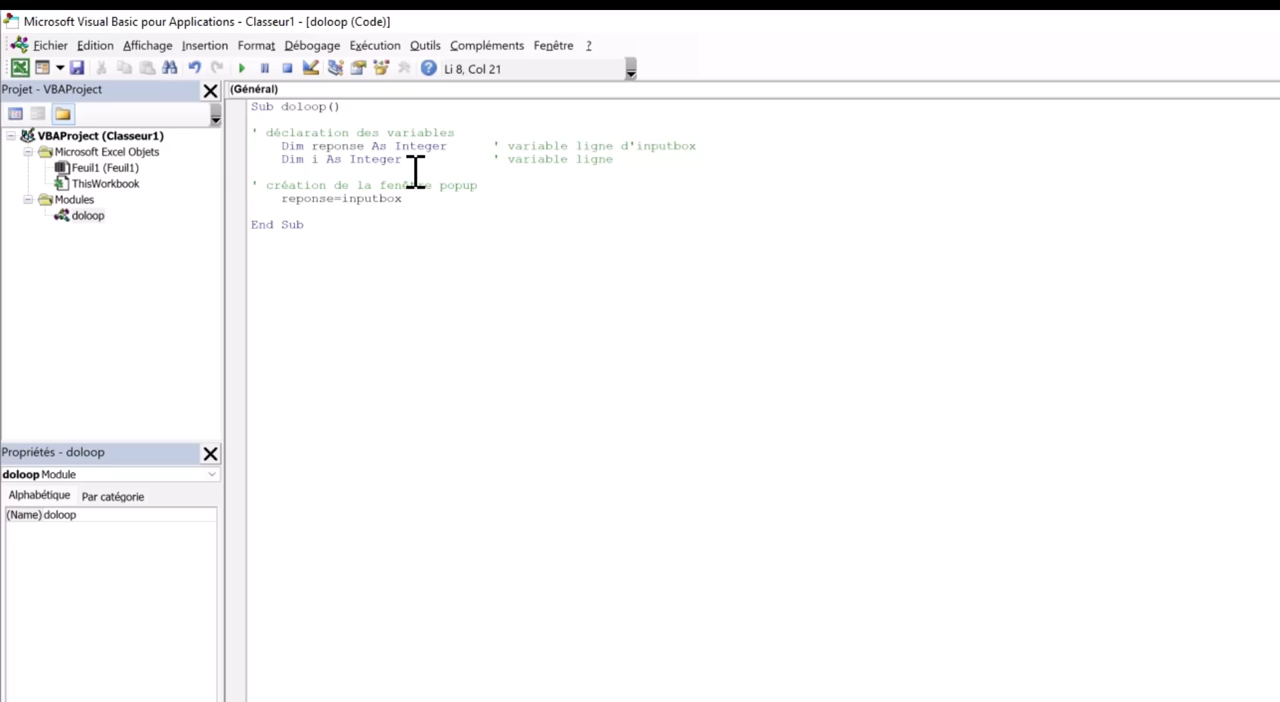 Microsoft Visual Basic pour Applications - Classeur1 - [doloop (Code)]
Fichier Edition Affichage Insertion Format Débogage Exécution Outils Compléments Fenêtre ?
Li 8, Col 21
Projet - VBAProject
(Général)
VBAProject (Classeur1)
Microsoft Excel Objets
Feuil1 (Feuil1)
ThisWorkbook
Modules
doloop
Sub doloop()
' déclaration des variables
Dim reponse As Integer ' variable ligne d'inputbox
Dim i As Integer ' variable ligne
' création de la fenêtre popup
reponse=inputbox
End Sub
Propriétés - doloop
doloop Module
Alphabétique Par catégorie
(Name) doloop